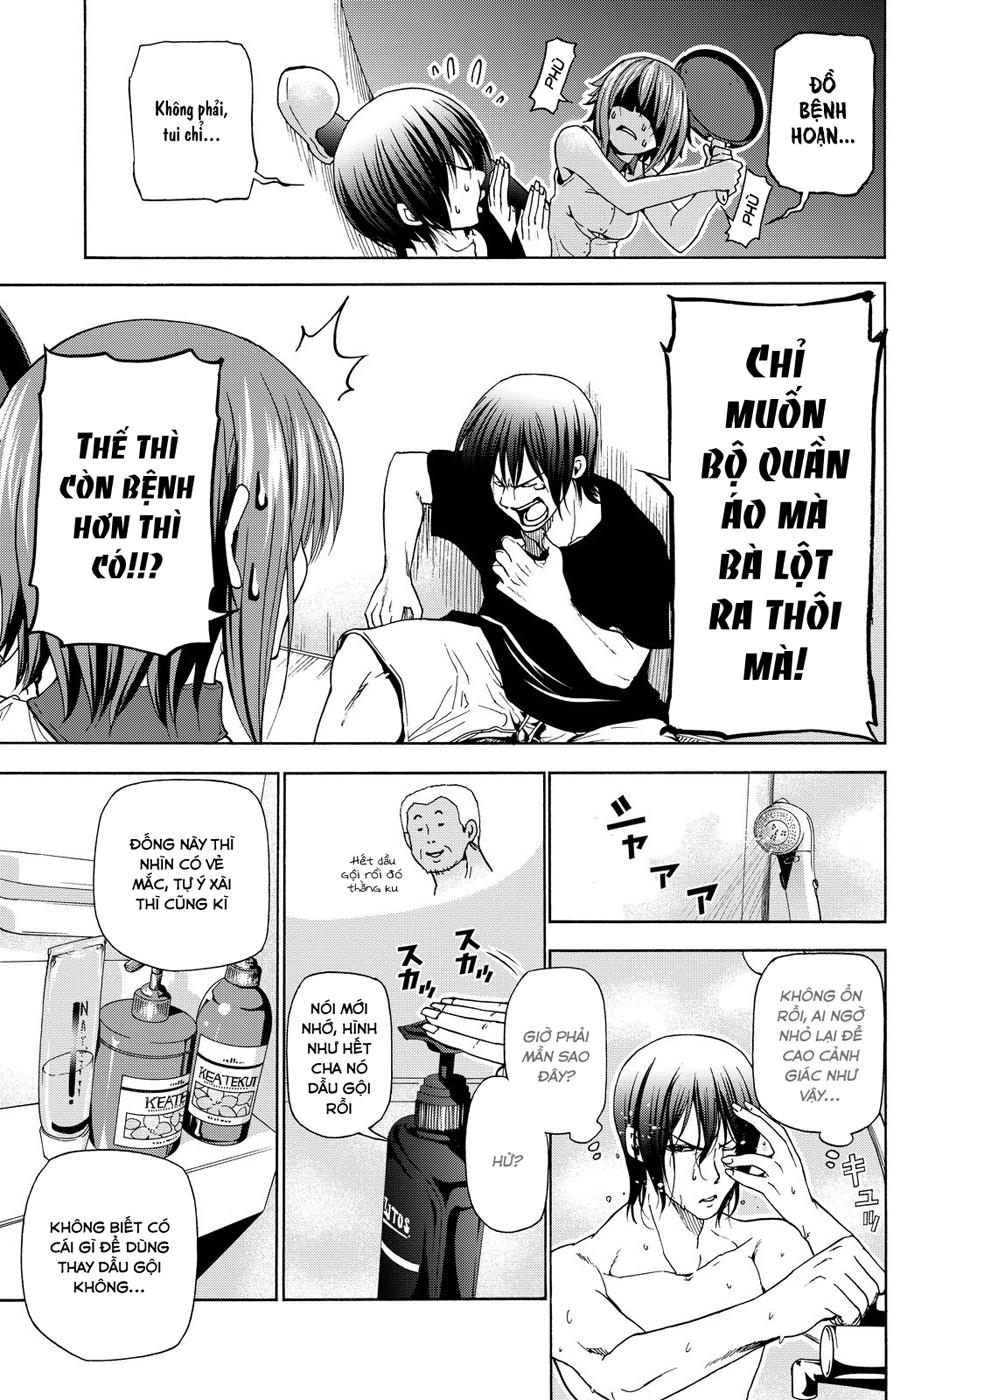 ĐỒ
BỆNH
HOẠN...
PHÙ
PHÙ
Không phải,
tui chỉ...
CHỈ
MUỐN
BỘ QUẦN
ÁO MÀ
BÀ LỘT
RA THÔI
MÀ!
THẾ THÌ
CÒN BỆNH
HƠN THÌ
CÓ!!?
シャアアア
KHÔNG ỔN
RỒI, AI NGỜ
NHỎ LẠI ĐỀ
CAO CẢNH
GIÁC NHƯ
VẬY...
キュッ
GIỜ PHẢI
MẦN SAO
ĐÂY?
HỬ?
Hết dầu
gội rồi đó
thằng ku
スカッ
スカッ
NÓI MỚI
NHỚ, HÌNH
NHƯ HẾT
CHA NÓ
DẦU GỘI
RỒI
ĐỐNG NÀY THÌ
NHÌN CÓ VẺ
MẮC, TỰ Ý XÀI
THÌ CŨNG KÌ
KEATEKUI
KEATE
KHÔNG BIẾT CÓ
CÁI GÌ ĐỂ DÙNG
THAY DẦU GỘI
KHÔNG...